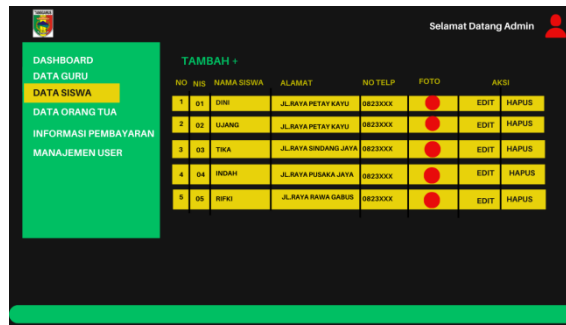 Selamat Datang Admin
DASHBOARD
DATA GURU
DATA SISWA
DATA ORANG TUA
INFORMASI PEMBAYARAN
MANAJEMEN USER
TAMBAH +
NO NIS NAMA SISWA ALAMAT NO TELP FOTO AKSI
1 01 DINI JL.RAYA PETAY KAYU 0823XXX EDIT HAPUS
2 02 UJANG JL.RAYA PETAY KAYU 0823XXX EDIT HAPUS
3 03 TIKA JL.RAYA SINDANG JAYA 0823XXX EDIT HAPUS
4 04 INDAH JL.RAYA PUSAKA JAYA 0823XXX EDIT HAPUS
5 05 RIFKI JL.RAYA RAWA GABUS 0823XXX EDIT HAPUS